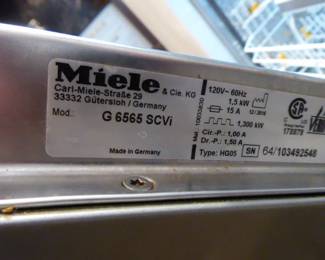 Miele & Cie. KG
Carl-Miele-Straße 29
33332 Gütersloh / Germany
Mod.: G 6565 SCVi
Made in Germany
120V~ 60Hz
1,5 kW
15 A
1,300 kW
Cir.-P.: 1,00 A
Dr.-P.: 1,50 A
Type: HG05 SN 64/103492548